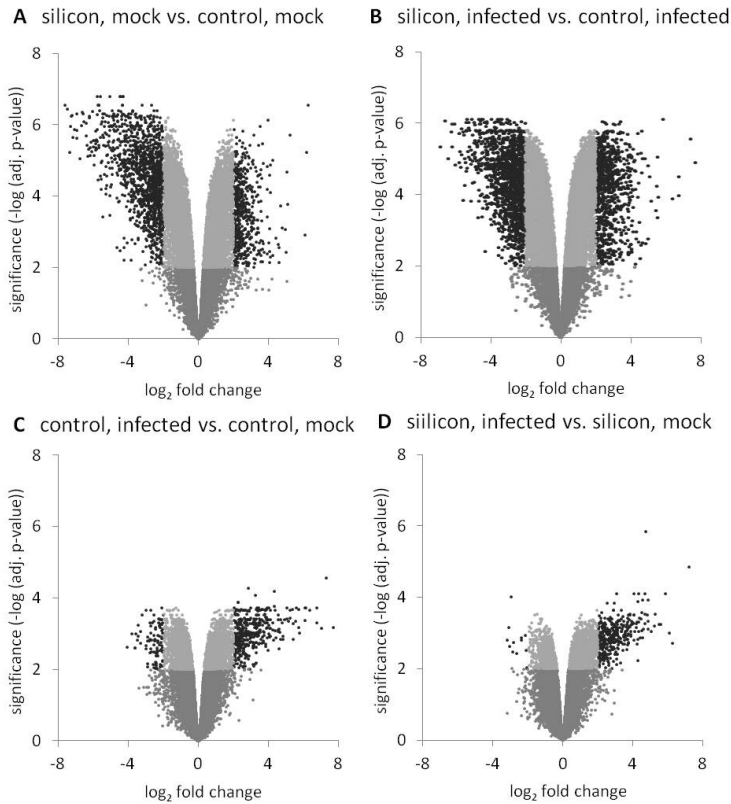 A silicon, mock vs. control, mock
8
6
4
2
0
significance (-log (adj. p-value))
-8 -4 0 4 8
log2 fold change
B silicon, infected vs. control, infected
8
6
4
2
0
significance (-log (adj. p-value))
-8 -4 0 4 8
log2 fold change
C control, infected vs. control, mock
8
6
4
2
0
significance (-log (adj. p-value))
-8 -4 0 4 8
log2 fold change
D siilicon, infected vs. silicon, mock
8
6
4
2
0
significance (-log (adj. p-value))
-8 -4 0 4 8
log2 fold change